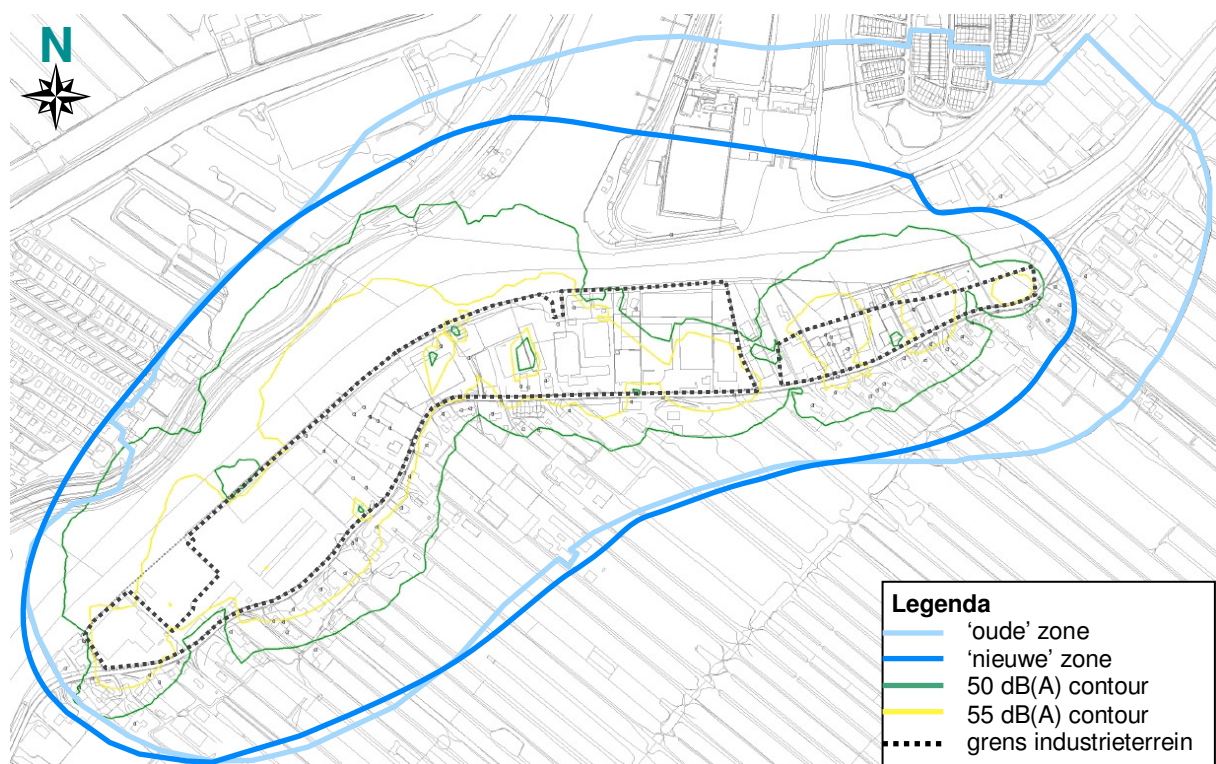 N
Legenda
‘oude’ zone
‘nieuwe’ zone
50 dB(A) contour
55 dB(A) contour
grens industrieterrein